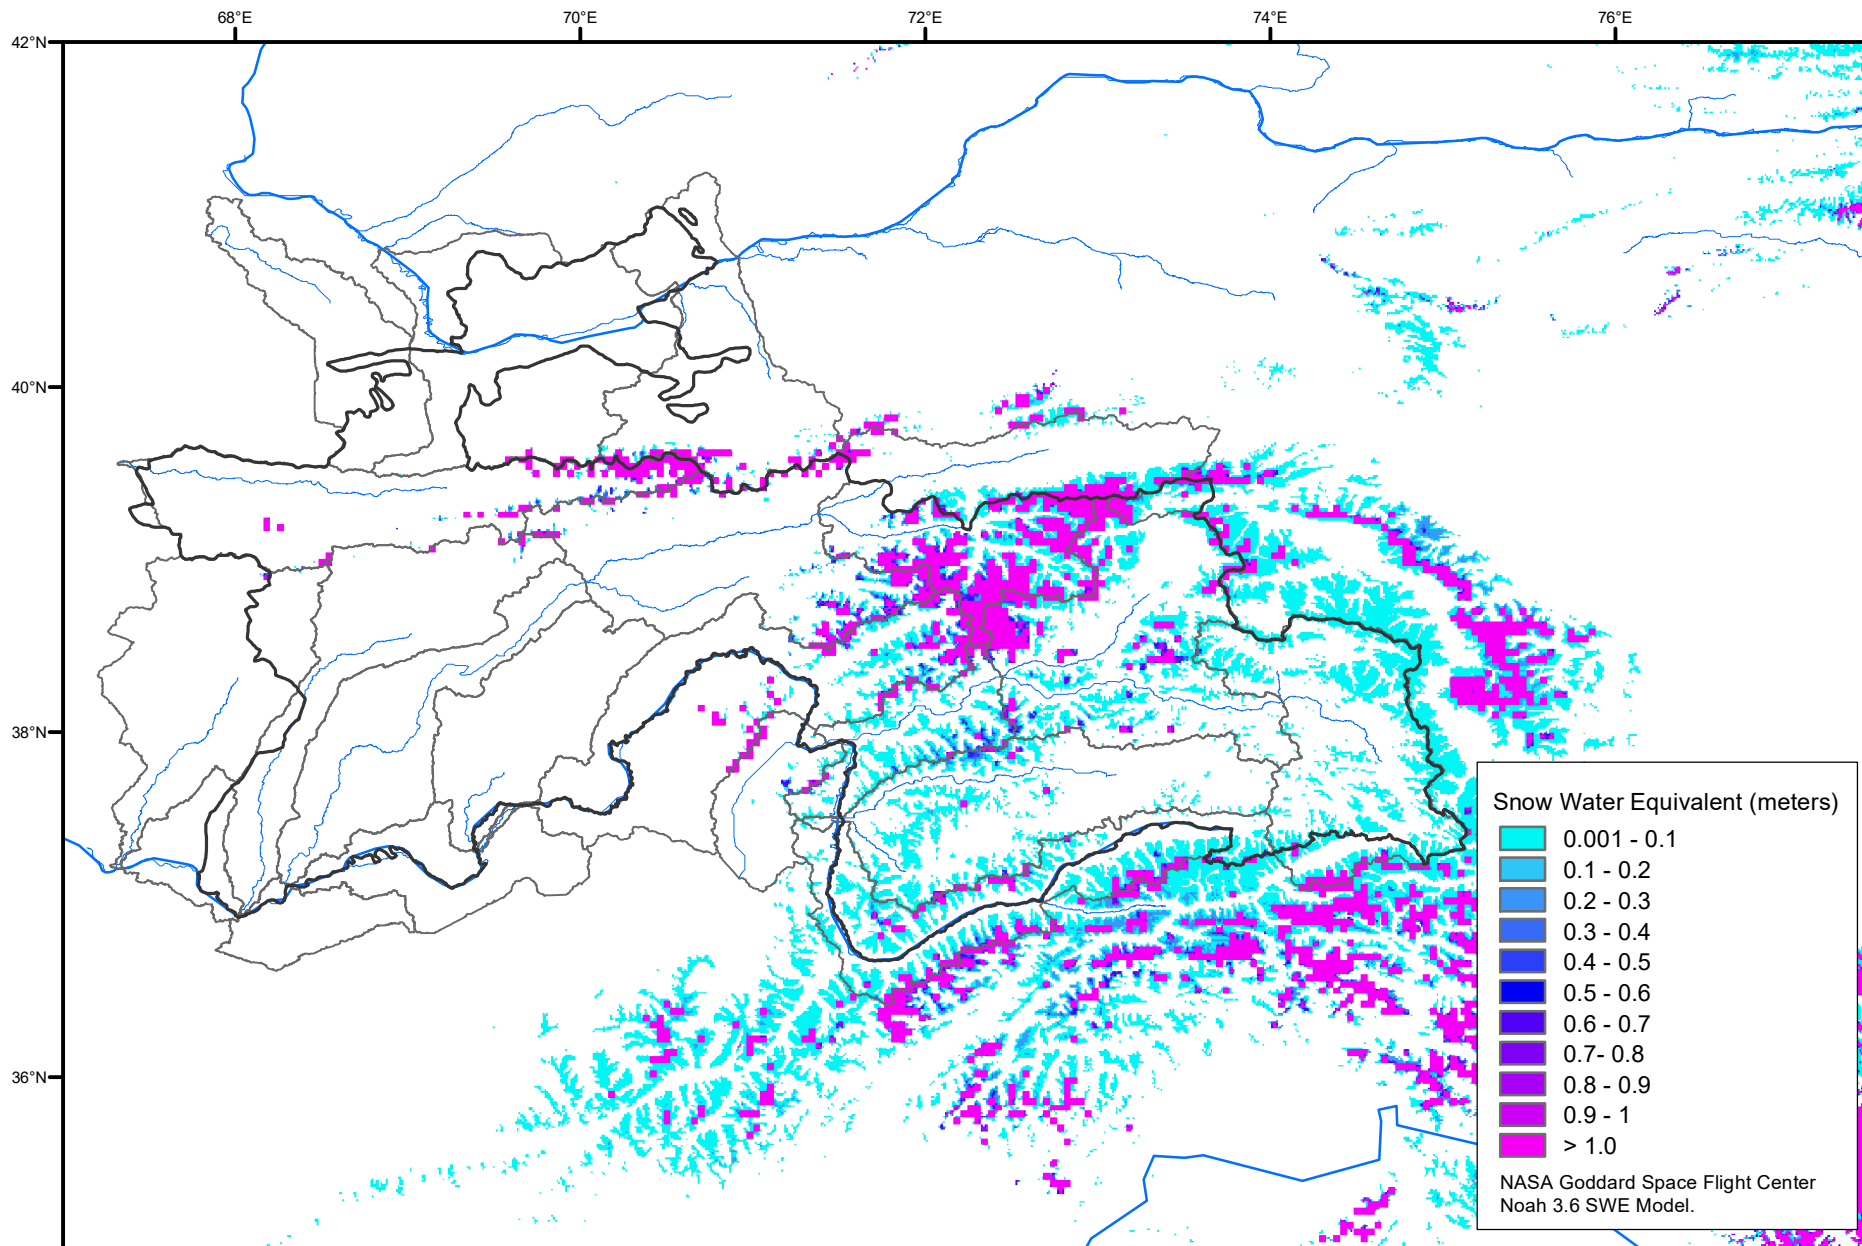 68°E 70°E 72°E 74°E 76°E
42°N
40°N
38°N
36°N
Snow Water Equivalent (meters)
0.001 - 0.1
0.1 - 0.2
0.2 - 0.3
0.3 - 0.4
0.4 - 0.5
0.5 - 0.6
0.6 - 0.7
0.7- 0.8
0.8 - 0.9
0.9 - 1
> 1.0
NASA Goddard Space Flight Center
Noah 3.6 SWE Model.